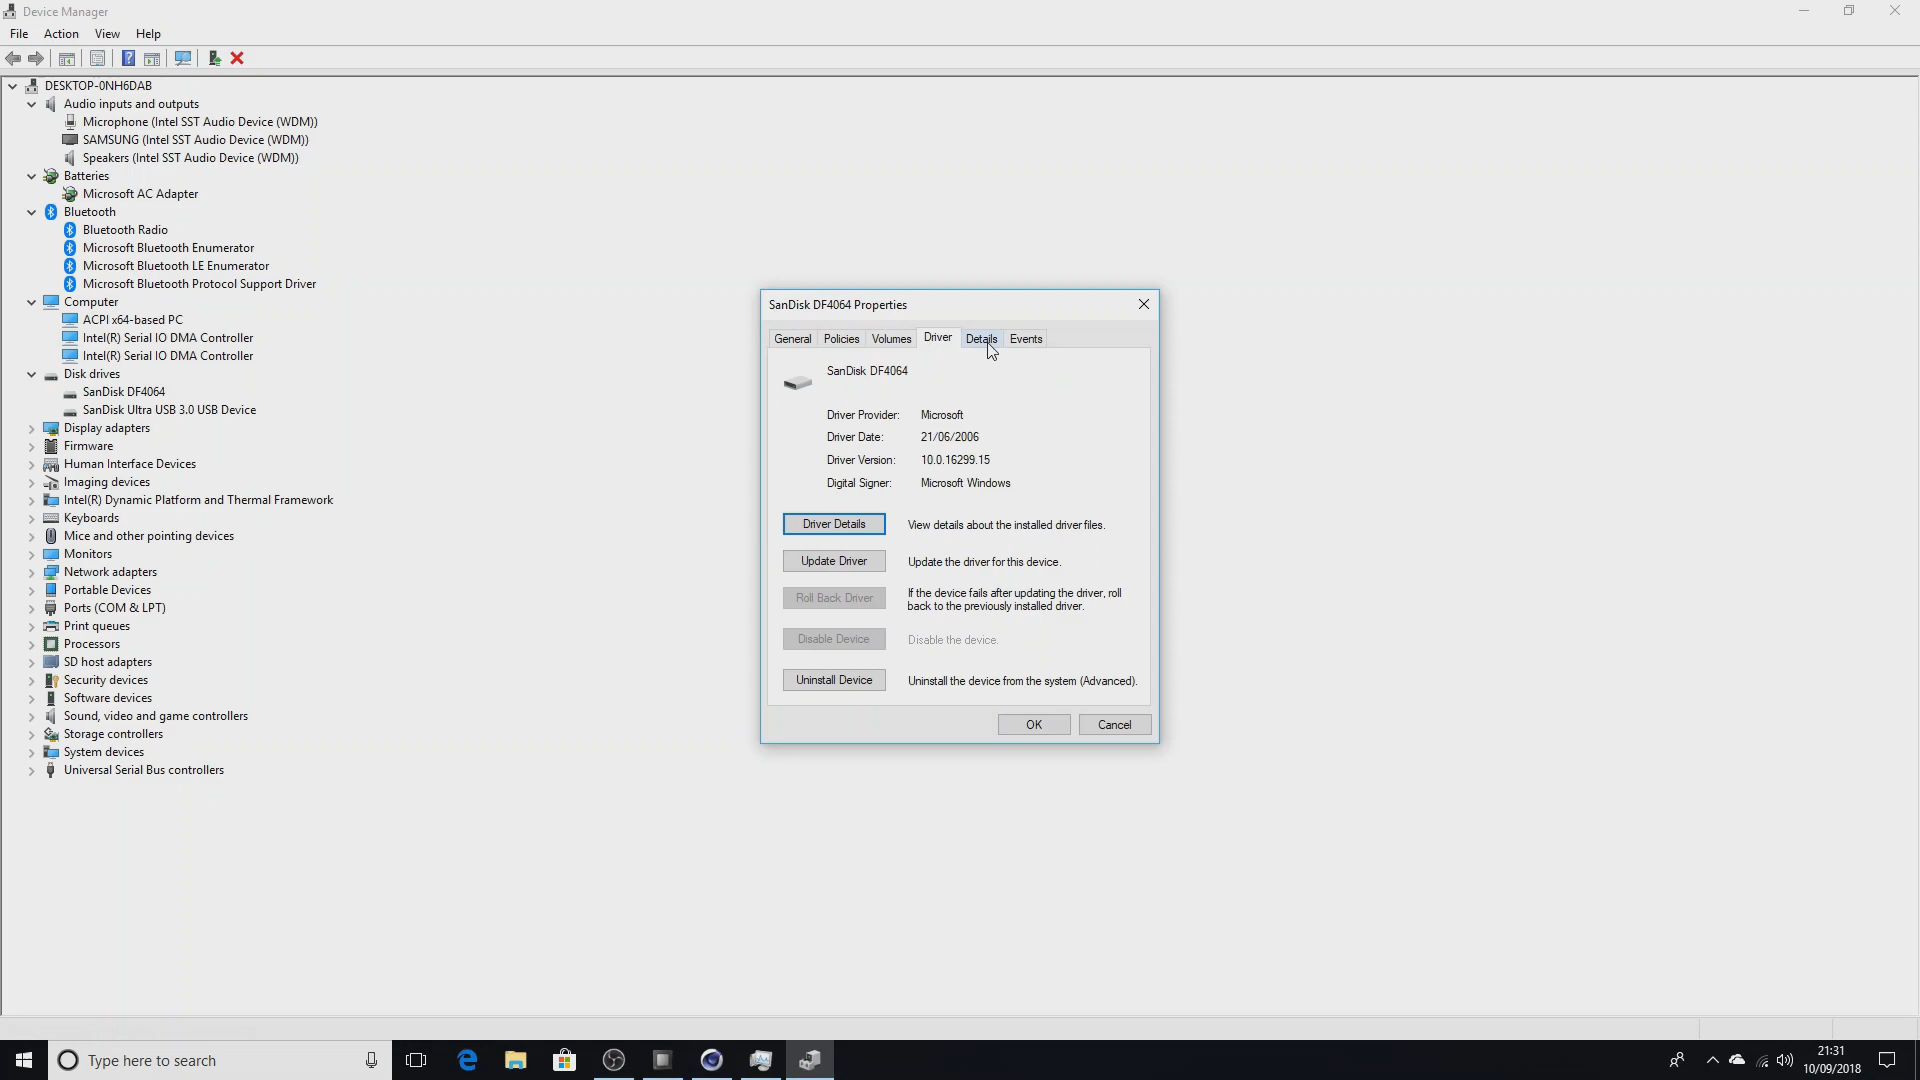 Device Manager
File Action View Help
DESKTOP-0NH6DAB
Audio inputs and outputs
Microphone (Intel SST Audio Device (WDM))
SAMSUNG (Intel SST Audio Device (WDM))
Speakers (Intel SST Audio Device (WDM))
Batteries
Microsoft AC Adapter
Bluetooth
Bluetooth Radio
Microsoft Bluetooth Enumerator
Microsoft Bluetooth LE Enumerator
Microsoft Bluetooth Protocol Support Driver
Computer
ACPI x64-based PC
Intel(R) Serial IO DMA Controller
Intel(R) Serial IO DMA Controller
Disk drives
SanDisk DF4064
SanDisk Ultra USB 3.0 USB Device
Display adapters
Firmware
Human Interface Devices
Imaging devices
Intel(R) Dynamic Platform and Thermal Framework
Keyboards
Mice and other pointing devices
Monitors
Network adapters
Portable Devices
Ports (COM & LPT)
Print queues
Processors
SD host adapters
Security devices
Software devices
Sound, video and game controllers
Storage controllers
System devices
Universal Serial Bus controllers
SanDisk DF4064 Properties
General Policies Volumes Driver Details Events
SanDisk DF4064
Driver Provider: Microsoft
Driver Date: 21/06/2006
Driver Version: 10.0.16299.15
Digital Signer: Microsoft Windows
Driver Details View details about the installed driver files.
Update Driver Update the driver for this device.
Roll Back Driver If the device fails after updating the driver, roll
back to the previously installed driver.
Disable Device Disable the device.
Uninstall Device Uninstall the device from the system (Advanced).
OK Cancel
Type here to search
21:31
10/09/2018